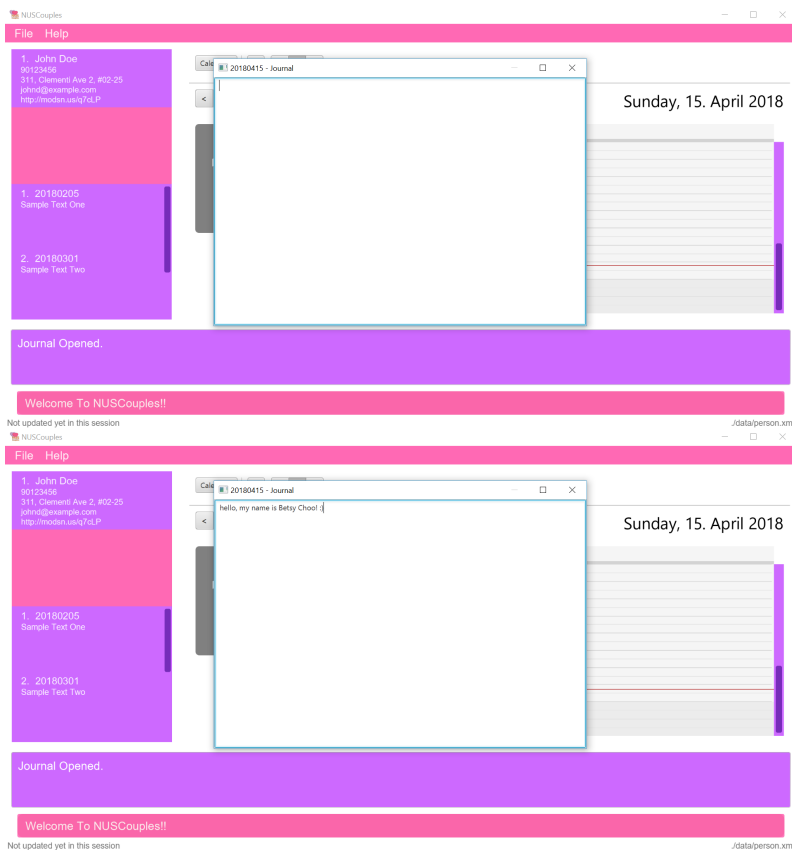 NUSCouples
File Help
1. John Doe
90123456
311, Clementi Ave 2, #02-25
johnd@example.com
http://modsn.us/q7cLP
Cale
20180415 - Journal
<
Sunday, 15. April 2018
1. 20180205
Sample Text One
2. 20180301
Sample Text Two
Journal Opened.
Welcome To NUSCouples!!
Not updated yet in this session
./data/person.xm
NUSCouples
File Help
1. John Doe
90123456
311, Clementi Ave 2, #02-25
johnd@example.com
http://modsn.us/q7cLP
Cale
20180415 - Journal
hello, my name is Betsy Choo! :)
<
Sunday, 15. April 2018
1. 20180205
Sample Text One
2. 20180301
Sample Text Two
Journal Opened.
Welcome To NUSCouples!!
Not updated yet in this session
./data/person.xm